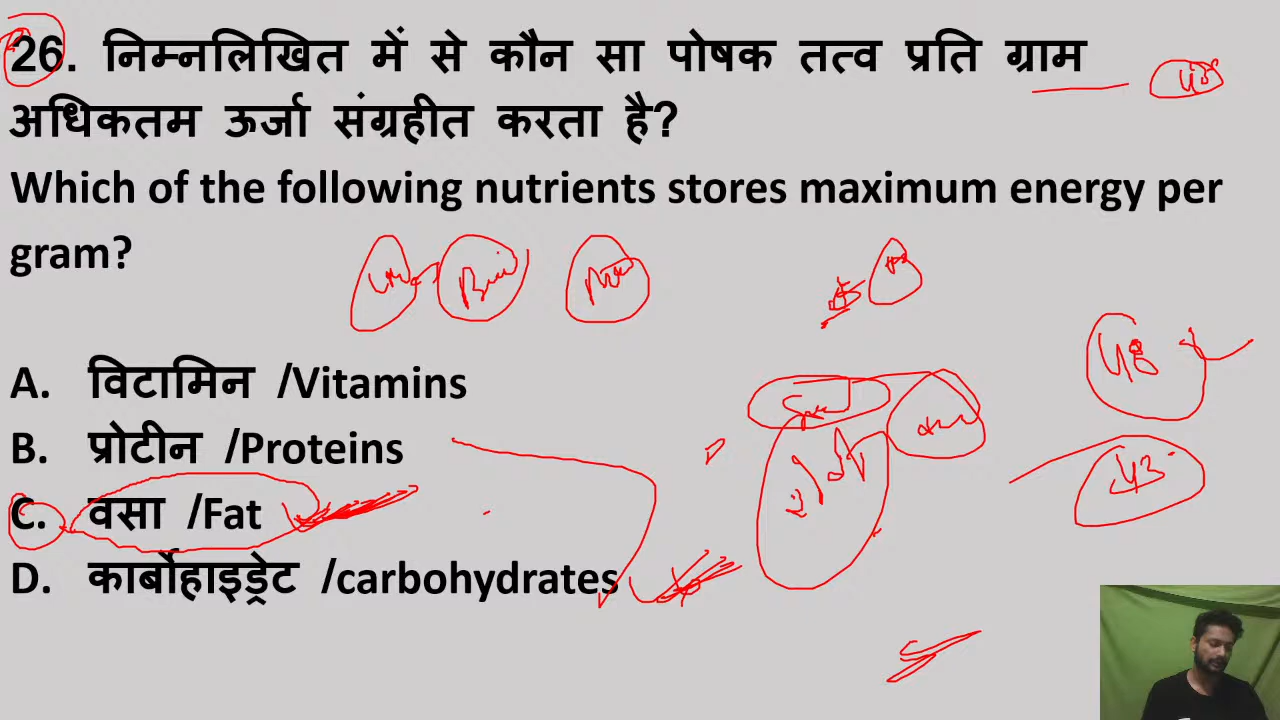 26. निम्नलिखित में से कौन सा पोषक तत्व प्रति ग्राम
अधिकतम ऊर्जा संग्रहीत करता है?
Which of the following nutrients stores maximum energy per
gram?
A. विटामिन /Vitamins
B. प्रोटीन /Proteins
C. वसा /Fat
D. कार्बोहाइड्रेट /carbohydrates